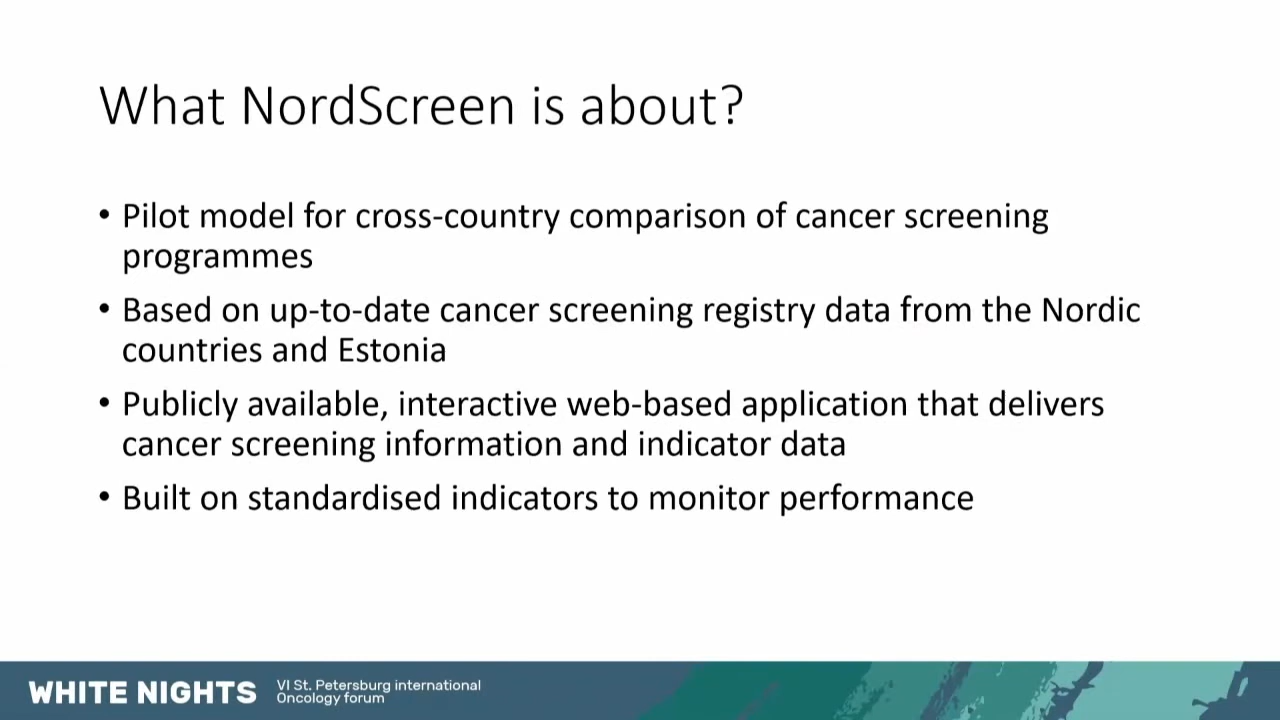 What NordScreen is about?
• Pilot model for cross-country comparison of cancer screening
programmes
• Based on up-to-date cancer screening registry data from the Nordic
countries and Estonia
• Publicly available, interactive web-based application that delivers
cancer screening information and indicator data
• Built on standardised indicators to monitor performance
WHITE NIGHTS
VI St. Petersburg international
Oncology forum